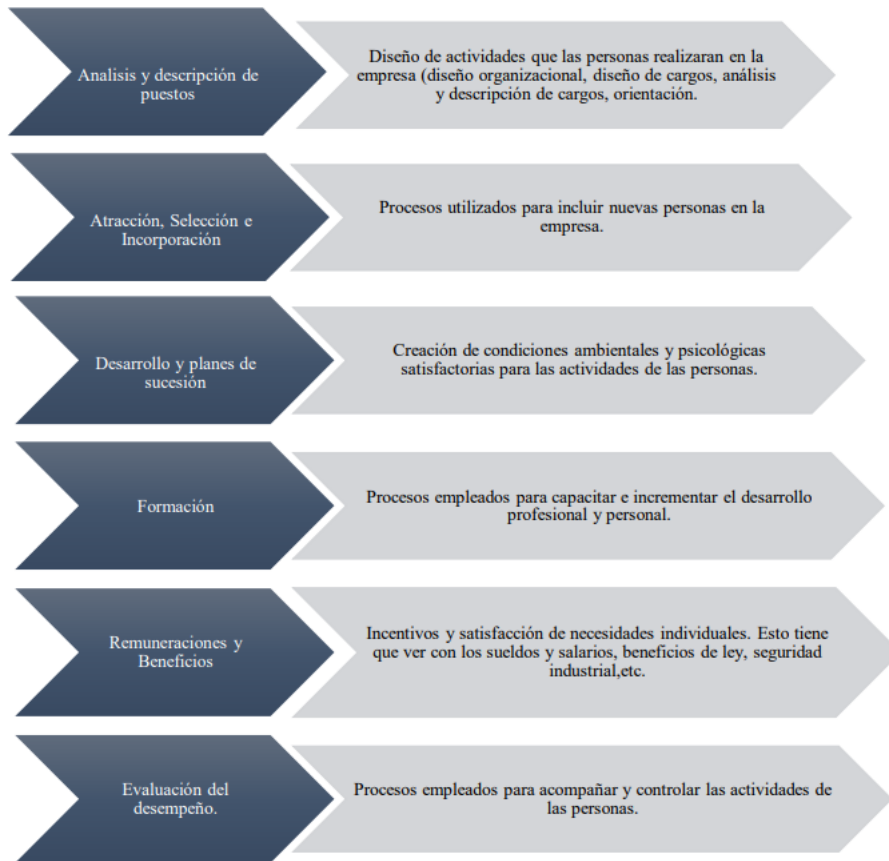 Analisis y descripción de
puestos
Diseño de actividades que las personas realizaran en la
empresa (diseño organizacional, diseño de cargos, análisis
y descripción de cargos, orientación.
Atracción, Selección e
Incorporación
Procesos utilizados para incluir nuevas personas en la
empresa.
Desarrollo y planes de
sucesión
Creación de condiciones ambientales y psicológicas
satisfactorias para las actividades de las personas.
Formación
Procesos empleados para capacitar e incrementar el desarrollo
profesional y personal.
Remuneraciones y
Beneficios
Incentivos y satisfacción de necesidades individuales. Esto tiene
que ver con los sueldos y salarios, beneficios de ley, seguridad
industrial,etc.
Evaluación del
desempeño.
Procesos empleados para acompañar y controlar las actividades de
las personas.